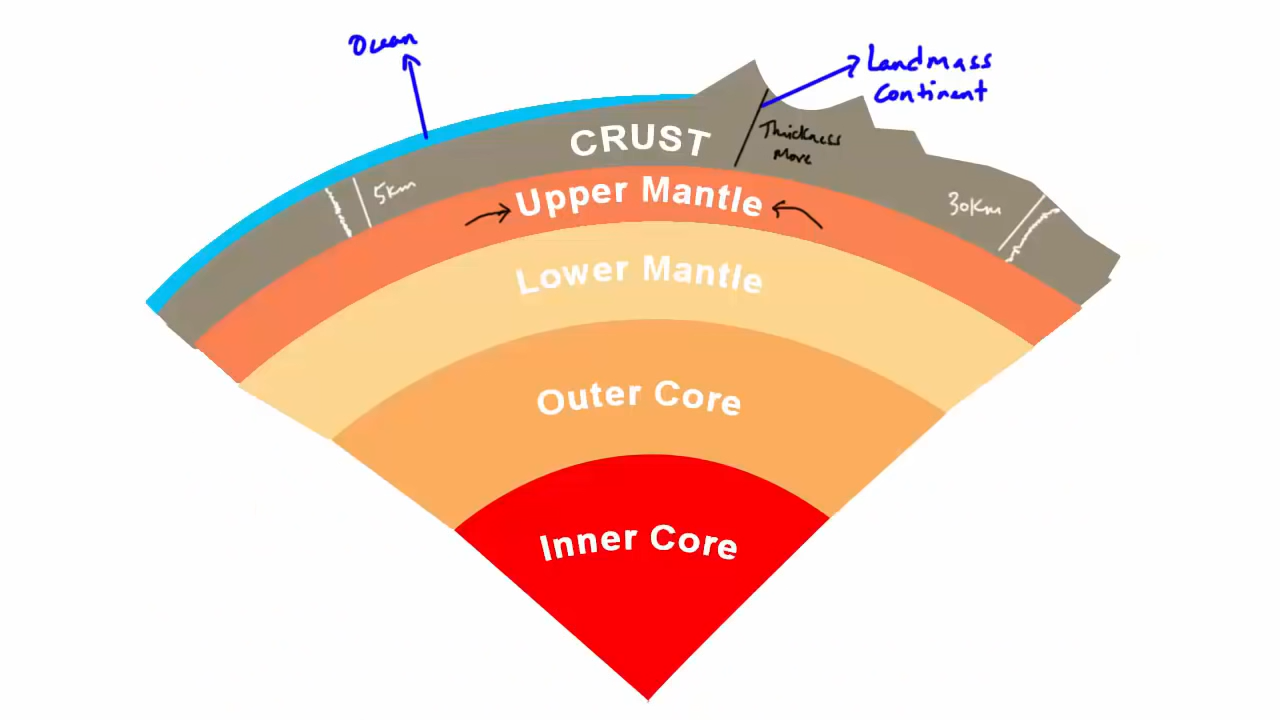 Ocean
Landmass
Continent
CRUST
Thickness
More
5km
Upper Mantle
30km
Lower Mantle
Outer Core
Inner Core